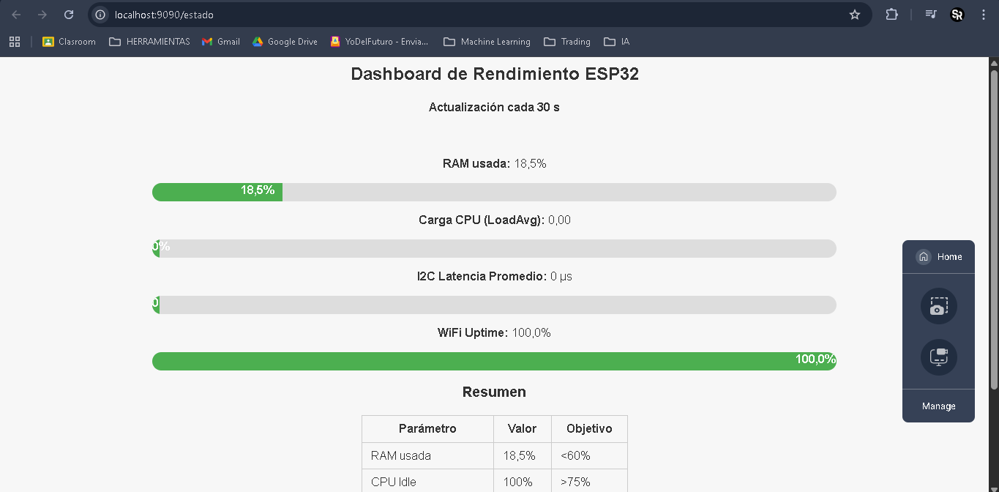 localhost:9090/estado
SR
Clasroom HERRAMIENTAS Gmail Google Drive YoDelFuturo - Envia... Machine Learning Trading IA
Dashboard de Rendimiento ESP32
Actualización cada 30 s
RAM usada: 18,5%
18,5%
Carga CPU (LoadAvg): 0,00
0%
I2C Latencia Promedio: 0 µs
0
WiFi Uptime: 100,0%
100,0%
Resumen
Parámetro Valor Objetivo
RAM usada 18,5% <60%
CPU Idle 100% >75%
Home
Manage